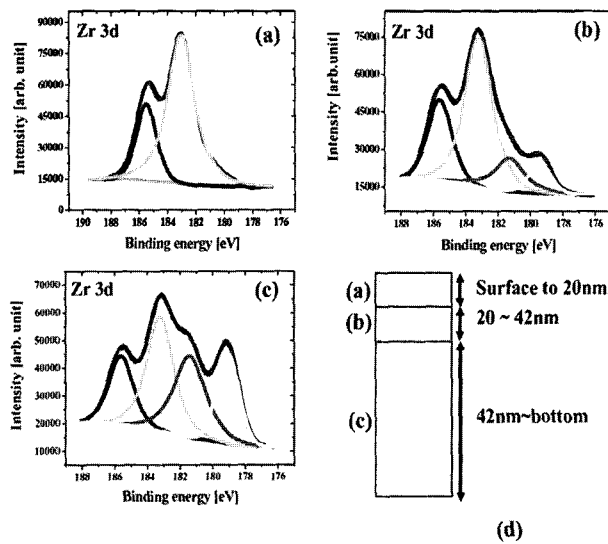 Zr 3d
(a)
Intensity [arb. unit]
90000
75000
60000
45000
30000
15000
0
190 188 186 184 182 180 178 176
Binding energy [eV]
Zr 3d
(b)
Intensity [arb.unit]
75000
60000
45000
30000
15000
188 186 184 182 180 178 176
Binding energy [eV]
Zr 3d
(c)
Intensity [arb. unit]
70000
60000
50000
40000
30000
20000
10000
188 186 184 182 180 178 176
Binding energy [eV]
(a)
Surface to 20nm
(b)
20 ~ 42nm
(c)
42nm~bottom
(d)